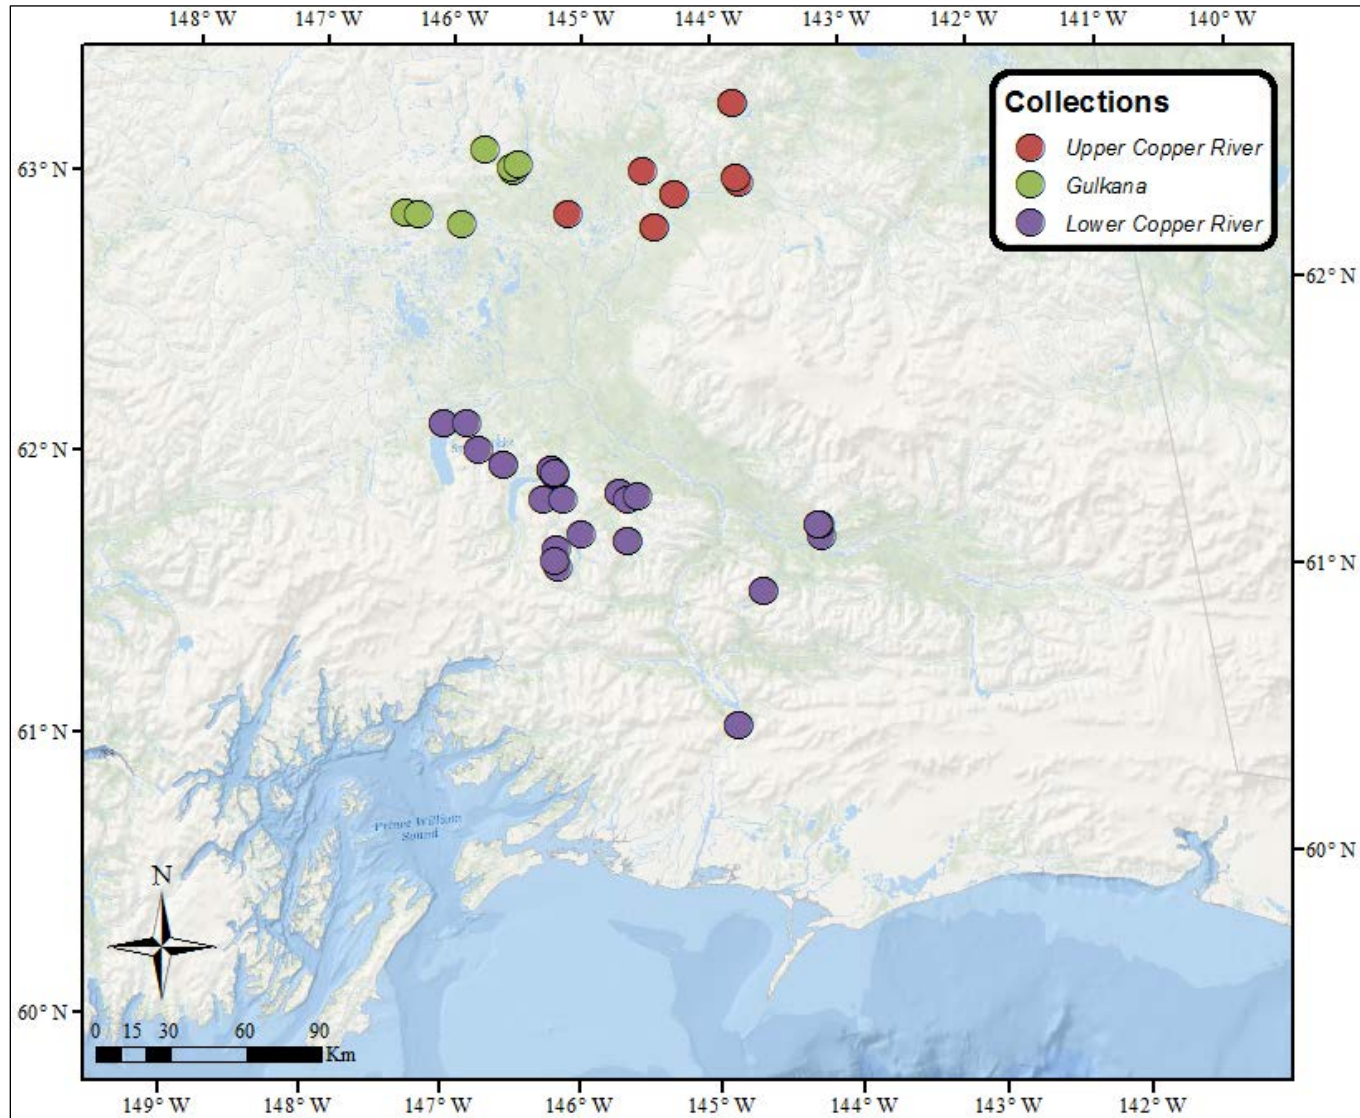 148° W 147° W 146° W 145° W 144° W 143° W 142° W 141° W 140° W
Collections
Upper Copper River
Gulkana
Lower Copper River
63° N
62° N
62° N
61° N
61° N
Prince William
Sound
60° N
N
60° N
0 15 30 60 90
Km
149° W 148° W 147° W 146° W 145° W 144° W 143° W 142° W